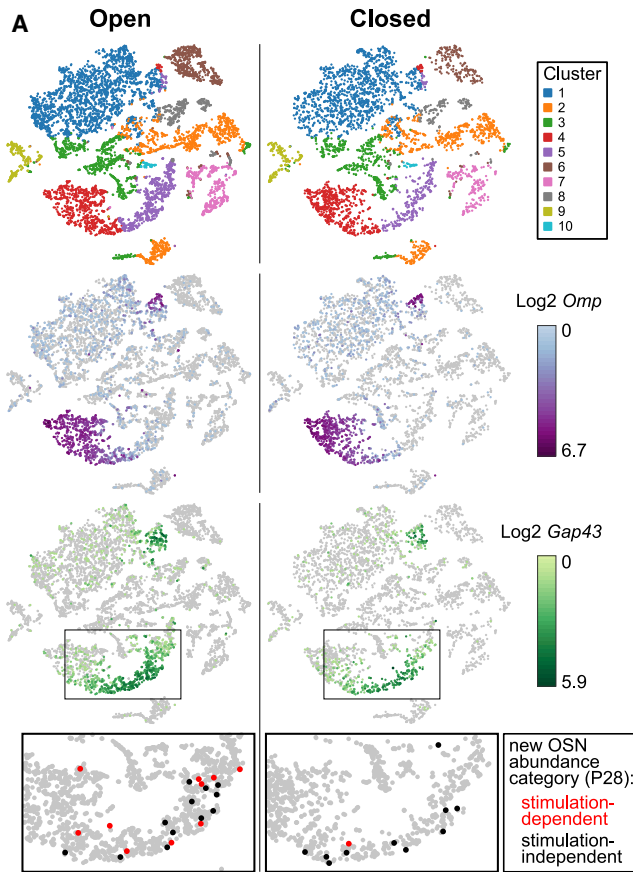 A
Open
Closed
Cluster
1
2
3
4
5
6
7
8
9
10
Log2 Omp
0
6.7
Log2 Gap43
0
5.9
new OSN
abundance
category (P28):
stimulation-
dependent
stimulation-
independent